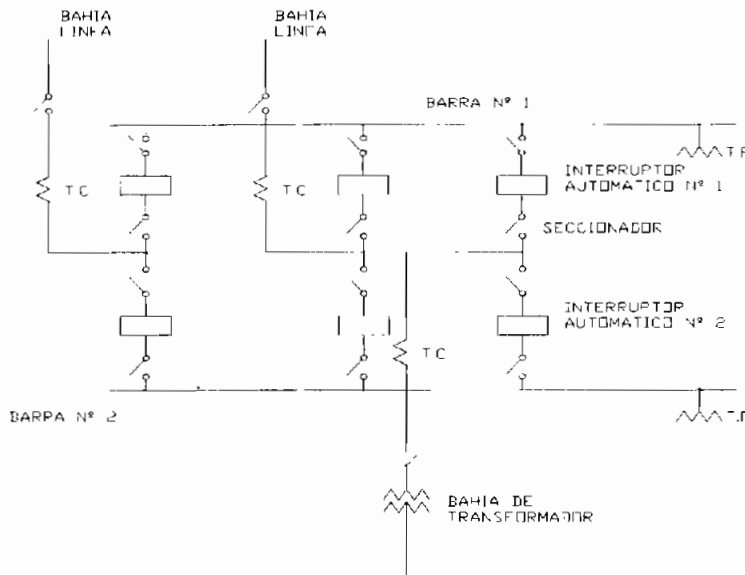 BAHIA
LINEA
BAHIA
LINEA
BARRA Nº 1
INTERRUPTOR
AUTOMATICO Nº 1
TC
TC
SECCIONADOR
INTERRUPTOR
AUTOMATICO Nº 2
TC
BARRA Nº 2
BAHIA DE
TRANSFORMADOR